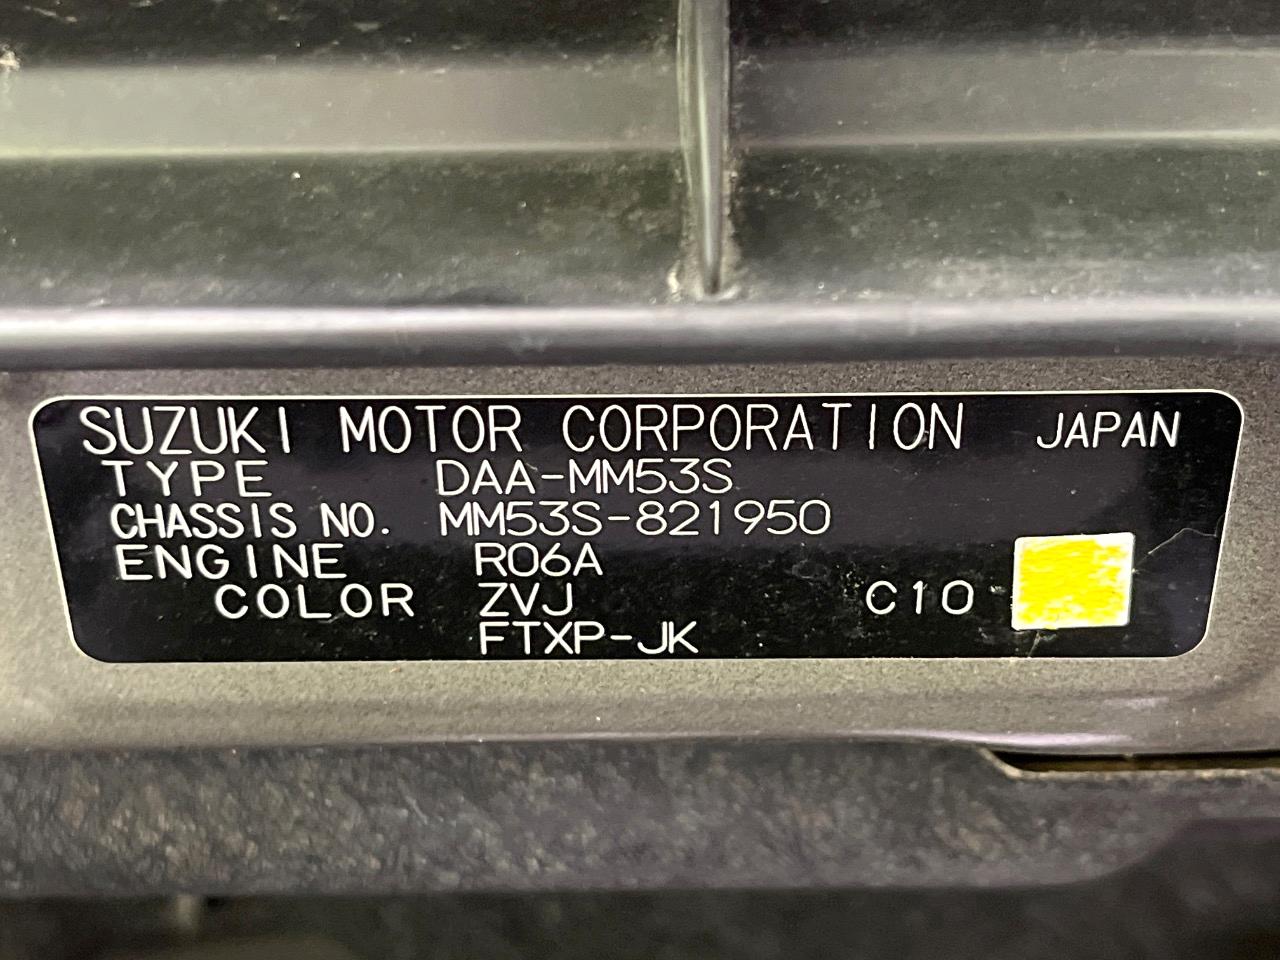 SUZUKI MOTOR CORPORATION JAPAN
TYPE DAA-MM53S
CHASSIS NO. MM53S-821950
ENGINE R06A
COLOR ZVJ C10
FTXP-JK